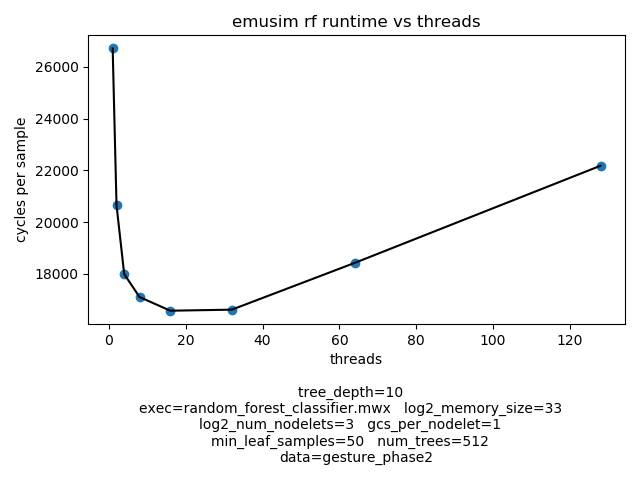 emusim rf runtime vs threads
26000
24000
22000
20000
18000
cycles per sample
0 20 40 60 80 100 120
threads
tree_depth=10
exec=random_forest_classifier.mwx log2_memory_size=33
log2_num_nodelets=3 gcs_per_nodelet=1
min_leaf_samples=50 num_trees=512
data=gesture_phase2